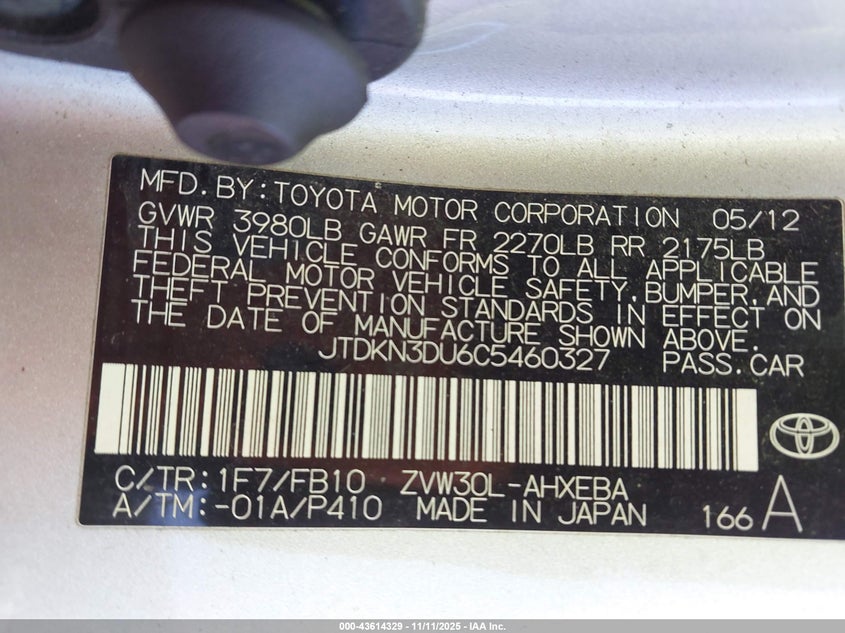 MFD. BY: TOYOTA MOTOR CORPORATION 05/12
GVWR 3980LB GAWR FR 2270LB RR 2175LB
THIS VEHICLE CONFORMS TO ALL APPLICABLE
FEDERAL MOTOR VEHICLE SAFETY, BUMPER, AND
THEFT PREVENTION STANDARDS IN EFFECT ON
THE DATE OF MANUFACTURE SHOWN ABOVE.
JTDKN3DU6C5460327 PASS. CAR
C/TR: 1F7/FB10 ZVW30L-AHXEBA
A/TM: -01A/P410 MADE IN JAPAN 166 A
000-43614329 - 11/11/2025 - IAA Inc.